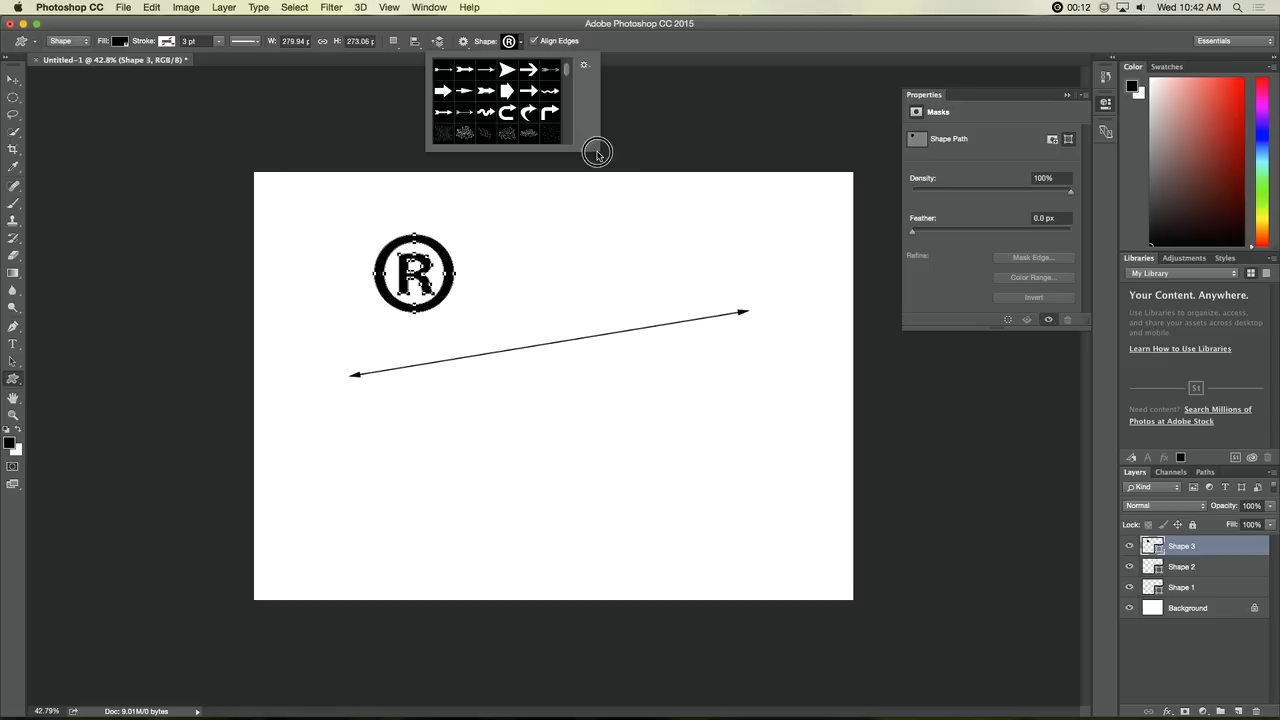 Photoshop CC File Edit Image Layer Type Select Filter 3D View Window Help 00:12 Wed 10:42 AM
Adobe Photoshop CC 2015
Shape Fill: Stroke: 3 pt W: 279.94 p H: 273.06 p Shape: ® Align Edges Essentials
Untitled-1 @ 42.8% (Shape 3, RGB/8) *
Color Swatches
Properties
Masks
Shape Path
Density: 100%
Feather: 0.0 px
Refine: Mask Edge...
Color Range...
Invert
®
Libraries Adjustments Styles
My Library
Your Content. Anywhere.
Use Libraries to organize, access,
and share your assets across desktop
and mobile.
Learn How to Use Libraries
St
Need content? Search Millions of
Photos at Adobe Stock
Layers Channels Paths
Kind
Normal Opacity: 100%
Lock: Fill: 100%
Shape 3
Shape 2
Shape 1
Background
42.79% Doc: 9.01M/0 bytes